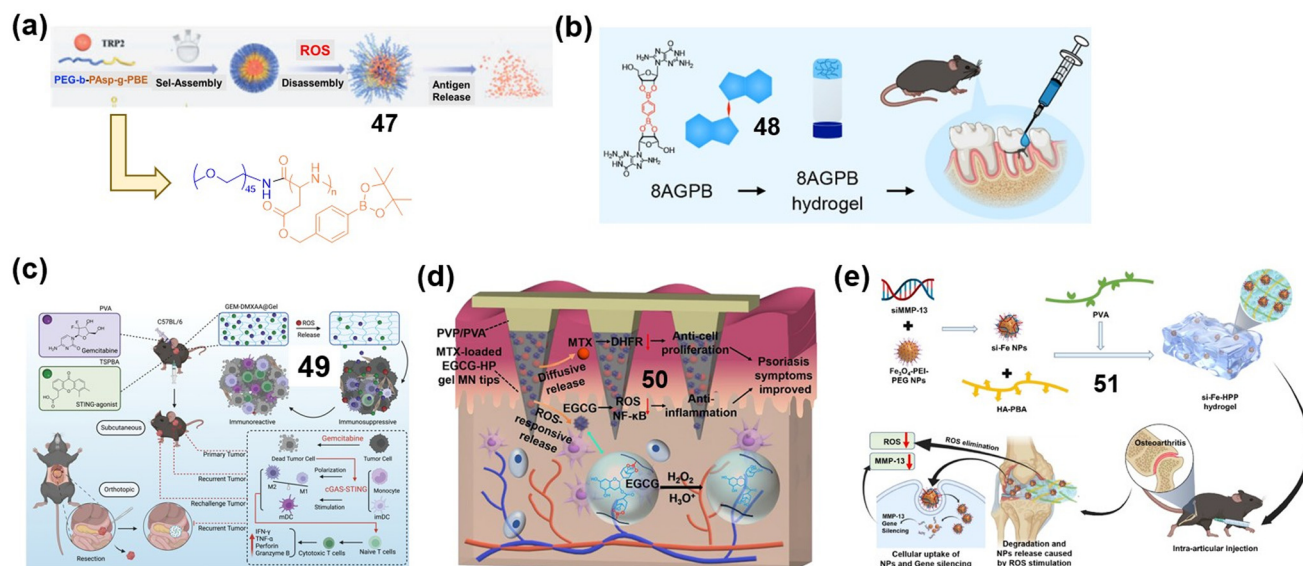 (a)
TRP2
ROS
PEG-b-PAsp-g-PBE
Sel-Assembly
Disassembly
Antigen
Release
47
O
45
N
H
O
H
N
n
O
O
B
O
O
(b)
HO
N
NH
NH2
O
B
48
OH
H2N
8AGPB
8AGPB
hydrogel
(c)
PVA
C57BL/6
GEM-DMXAA@Gel
ROS
Release
Gemcitabine
TSPBA
49
STING-agonist
Immunoreactive
Immunosuppressive
Subcutaneous
Primary Tumor
Gemcitabine
Dead Tumor Cell
Tumor Cell
Recurrent Tumor
Polarization
M2
M1
cGAS-STING
Monocyte
Orthotopic
Rechallenge Tumor
imDC
Stimulation
imDC
Recurrent Tumor
IFN-γ
TNF-α
Perforin
Granzyme B
Cytotoxic T cells
Naive T cells
Resection
(d)
PVP/PVA
MTX-loaded
EGCG-HP
gel MN tips
MTX
DHFR
Anti-cell
proliferation
Diffusive release
50
Psoriasis
symptoms
improved
EGCG
ROS
NF-κB
Anti-
inflammation
ROS-
responsive
release
EGCG
H2O2
H3O+
(e)
siMMP-13
+
Fe3O4-PEI-
PEG NPs
si-Fe NPs
+
HA-PBA
PVA
51
si-Fe-HPP
hydrogel
ROS
MMP-13
ROS elimination
Osteoarthritis
MMP-13
Gene
Silencing
Cellular uptake of
NPs and Gene silencing
Degradation and
NPs release caused
by ROS stimulation
Intra-articular injection